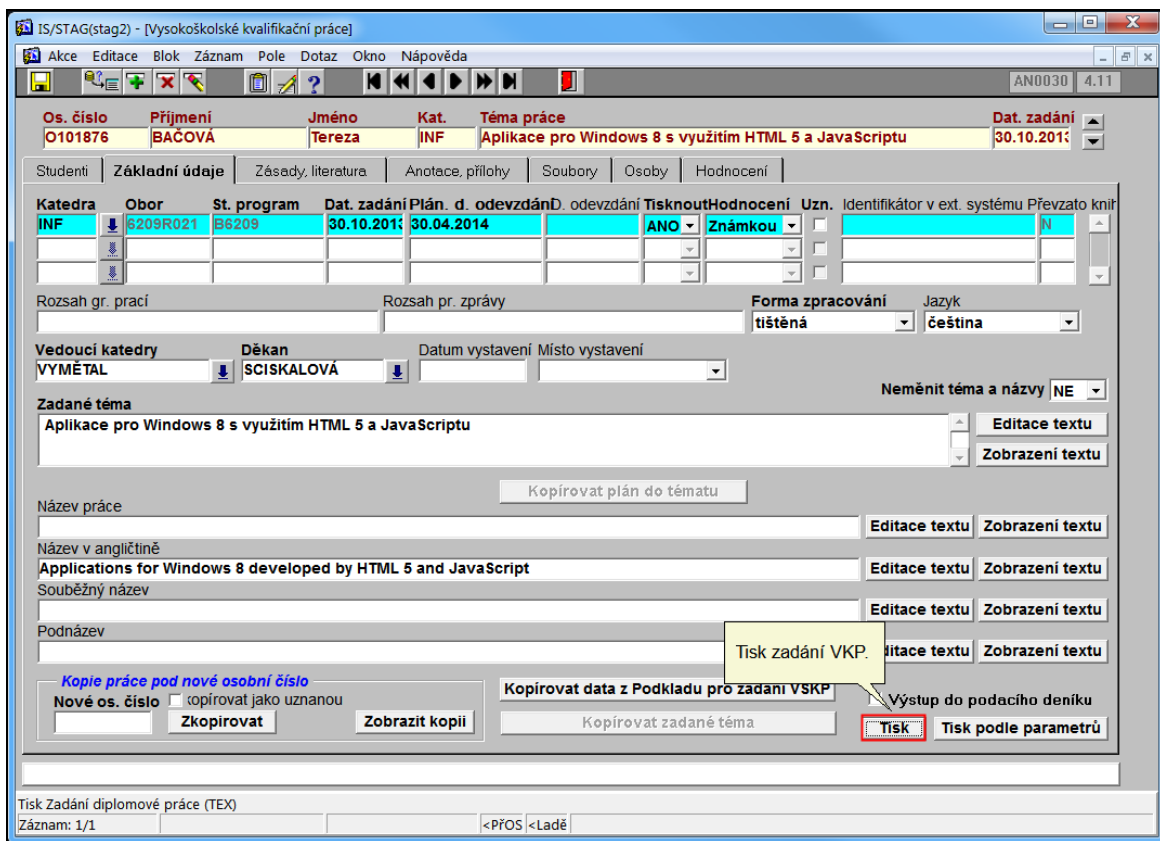 IS/STAG(stag2) - [Vysokoškolské kvalifikační práce]
Akce Editace Blok Záznam Pole Dotaz Okno Nápověda
AN0030 4.11
Os. číslo Příjmení Jméno Kat. Téma práce Dat. zadání
O101876 BAČOVÁ Tereza INF Aplikace pro Windows 8 s využitím HTML 5 a JavaScriptu 30.10.2013
Studenti Základní údaje Zásady, literatura Anotace, přílohy Soubory Osoby Hodnocení
Katedra Obor St. program Dat. zadání Plán. d. odevzdání D. odevzdání Tisknout Hodnocení Uzn. Identifikátor v ext. systému Převzato knih
INF 6209R021 B6209 30.10.2013 30.04.2014 ANO Známkou N
Rozsah gr. prací Rozsah pr. zprávy Forma zpracování Jazyk
tištěná čeština
Vedoucí katedry Děkan Datum vystavení Místo vystavení
VYMĚTAL SCISKALOVÁ
Neměnit téma a názvy NE
Zadané téma
Aplikace pro Windows 8 s využitím HTML 5 a JavaScriptu
Editace textu
Zobrazení textu
Kopírovat plán do tématu
Název práce
Editace textu Zobrazení textu
Název v angličtině
Applications for Windows 8 developed by HTML 5 and JavaScript Editace textu Zobrazení textu
Souběžný název
Editace textu Zobrazení textu
Podnázev
Tisk zadání VKP. ditace textu Zobrazení textu
Kopie práce pod nové osobní číslo
Nové os. číslo kopírovat jako uznanou
Kopírovat data z Podkladu pro zadání VŠKP
Výstup do podacího deníku
Zkopirovat Zobrazit kopii Kopírovat zadané téma Tisk Tisk podle parametrů
Tisk Zadání diplomové práce (TEX)
Záznam: 1/1 <PřOS <Ladě